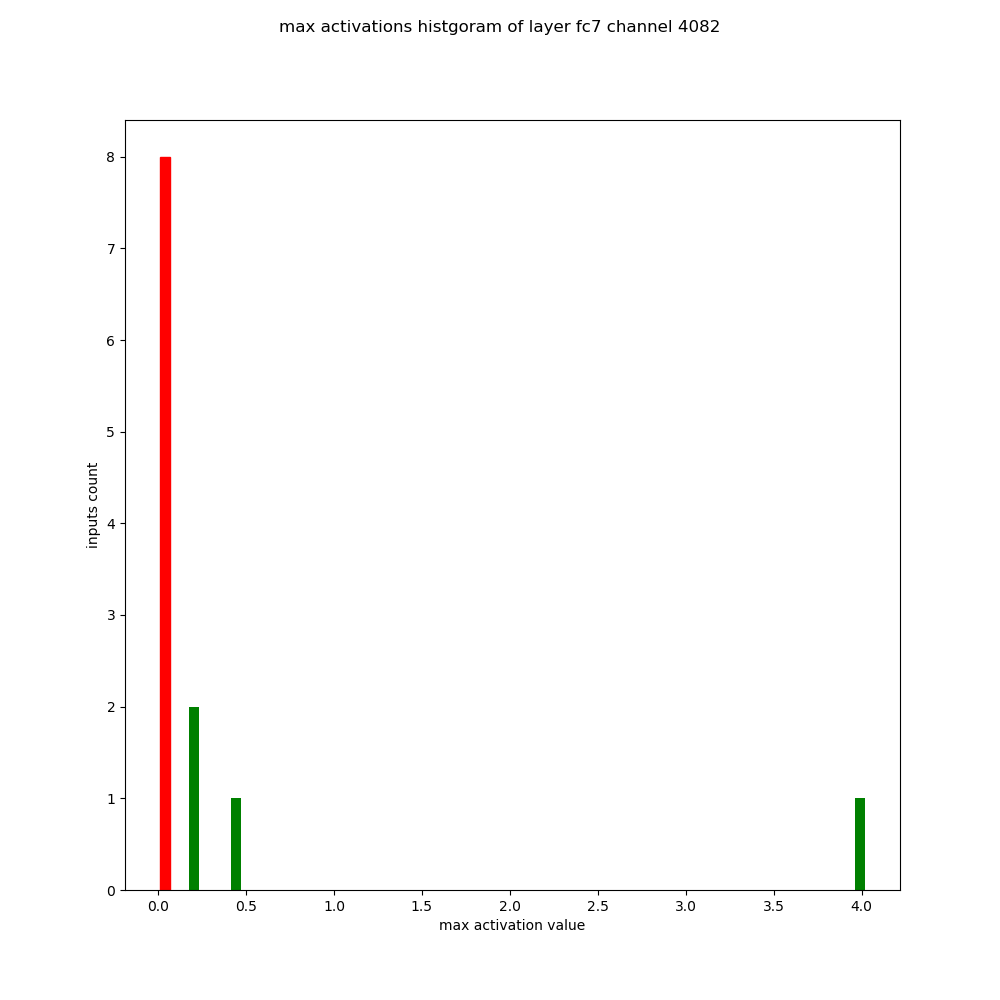 max activations histgoram of layer fc7 channel 4082
8
7
6
5
4
3
2
1
0
inputs count
0.0 0.5 1.0 1.5 2.0 2.5 3.0 3.5 4.0
max activation value